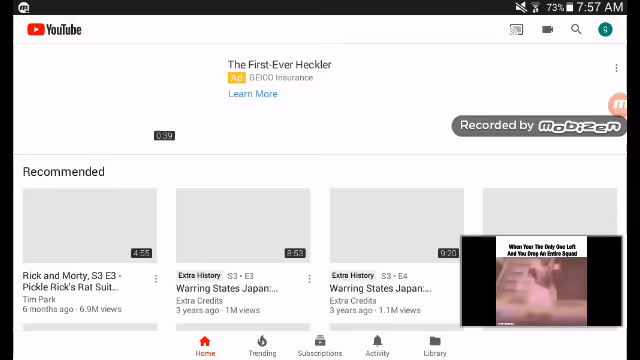 73% 7:57 AM
YouTube
The First-Ever Heckler
Ad GEICO Insurance
Learn More
0:39
Recorded by mobizen
Recommended
4:55
8:53
9:20
Rick and Morty, S3 E3 -
Pickle Rick's Rat Suit...
Tim Park
6 months ago · 6.9M views
Extra History S3 • E3
Warring States Japan:...
Extra Credits
3 years ago · 1M views
Extra History S3 • E4
Warring States Japan:...
Extra Credits
3 years ago · 1.1M views
When Your The Only One Left
And You Drop An Entire Squad
Home
Trending
Subscriptions
Activity
Library